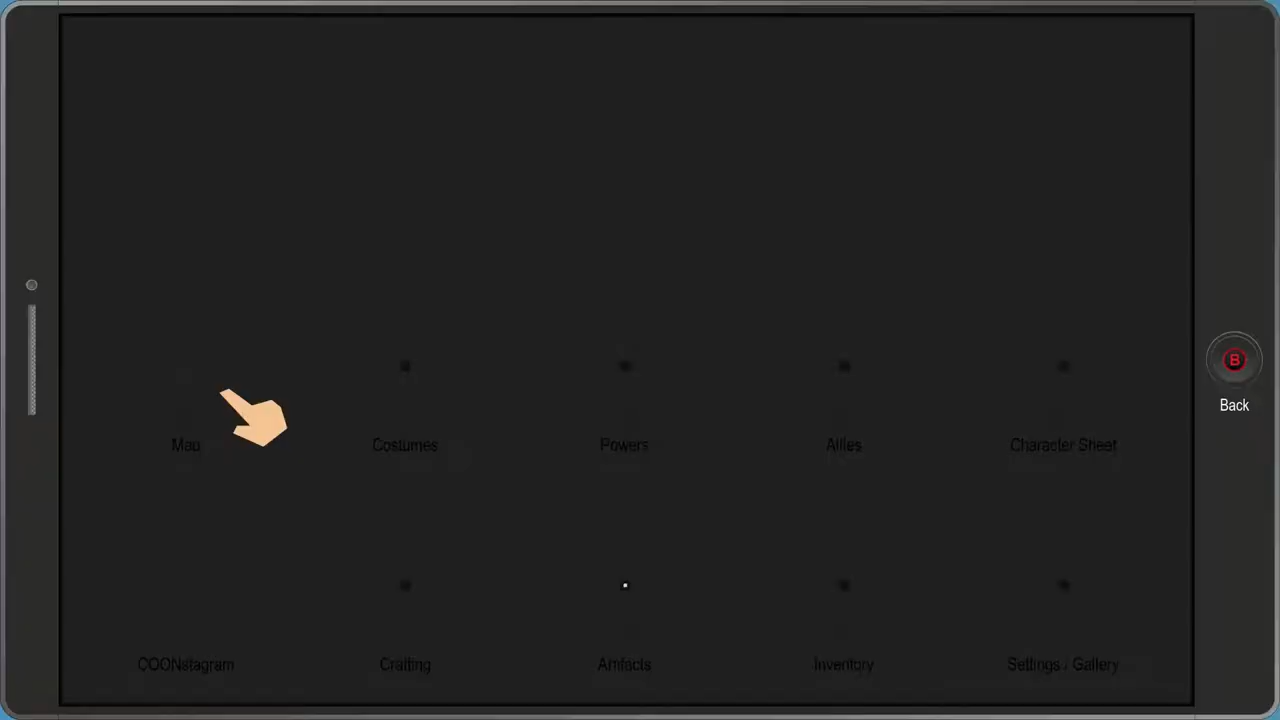 B
Back
Map
Costumes
Powers
Allies
Character Sheet
COONstagram
Crafting
Artifacts
Inventory
Settings / Gallery